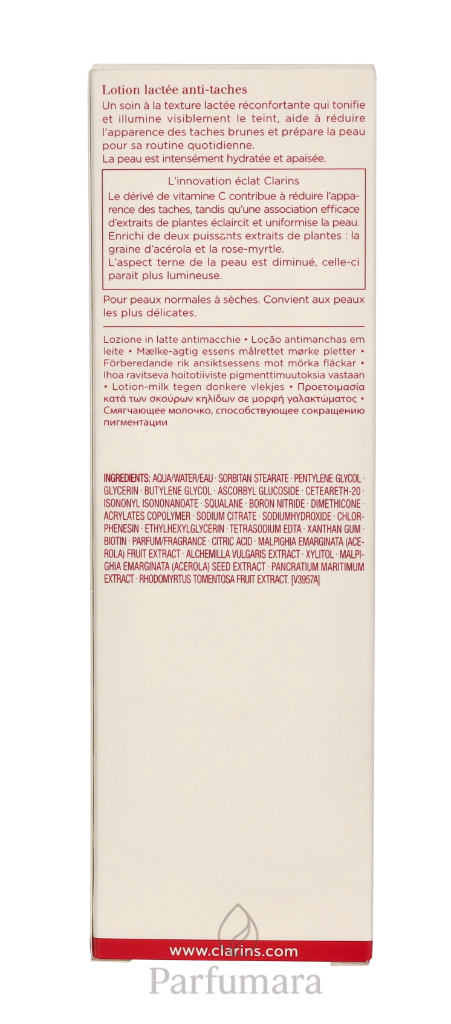 Lotion lactée anti-taches
Un soin à la texture lactée réconfortante qui tonifie
et illumine visiblement le teint, aide à réduire
l'apparence des taches brunes et prépare la peau
pour sa routine quotidienne.
La peau est intensément hydratée et apaisée.
L'innovation éclat Clarins
Le dérivé de vitamine C contribue à réduire l'appa-
rence des taches, tandis qu'une association efficace
d'extraits de plantes éclaircit et uniformise la peau.
Enrichi de deux puissants extraits de plantes : la
graine d'acérola et la rose-myrtle.
L'aspect terne de la peau est diminué, celle-ci
parait plus lumineuse.
Pour peaux normales à sèches. Convient aux peaux
les plus délicates.
Lozione in latte antimacchie • Loção antimanchas em
leite • Mælke-agtig essens målrettet mørke pletter •
Förberedande rik ansiktsessens mot mörka fläckar •
Ihoa ravitseva hoitotiiviste pigmenttimuutoksia vastaan
• Lotion-milk tegen donkere vlekjes • Προετοιμασία
κατά των σκούρων κηλίδων σε μορφή γαλακτώματος •
Смягчающее молочко, способствующее сокращению
пигментации
INGREDIENTS: AQUA/WATER/EAU · SORBITAN STEARATE · PENTYLENE GLYCOL ·
GLYCERIN · BUTYLENE GLYCOL · ASCORBYL GLUCOSIDE · CETEARETH-20 ·
ISONONYL ISONONANOATE · SQUALANE · BORON NITRIDE · DIMETHICONE ·
ACRYLATES COPOLYMER · SODIUM CITRATE · SODIUMHYDROXIDE · CHLOR-
PHENESIN · ETHYLHEXYLGLYCERIN · TETRASODIUM EDTA · XANTHAN GUM ·
BIOTIN · PARFUM/FRAGRANCE · CITRIC ACID · MALPIGHIA EMARGINATA (ACE-
ROLA) FRUIT EXTRACT · ALCHEMILLA VULGARIS EXTRACT · XYLITOL · MALPI-
GHIA EMARGINATA (ACEROLA) SEED EXTRACT · PANCRATIUM MARITIMUM
EXTRACT · RHODOMYRTUS TOMENTOSA FRUIT EXTRACT. [V3957A]
www.clarins.com
Parfumara